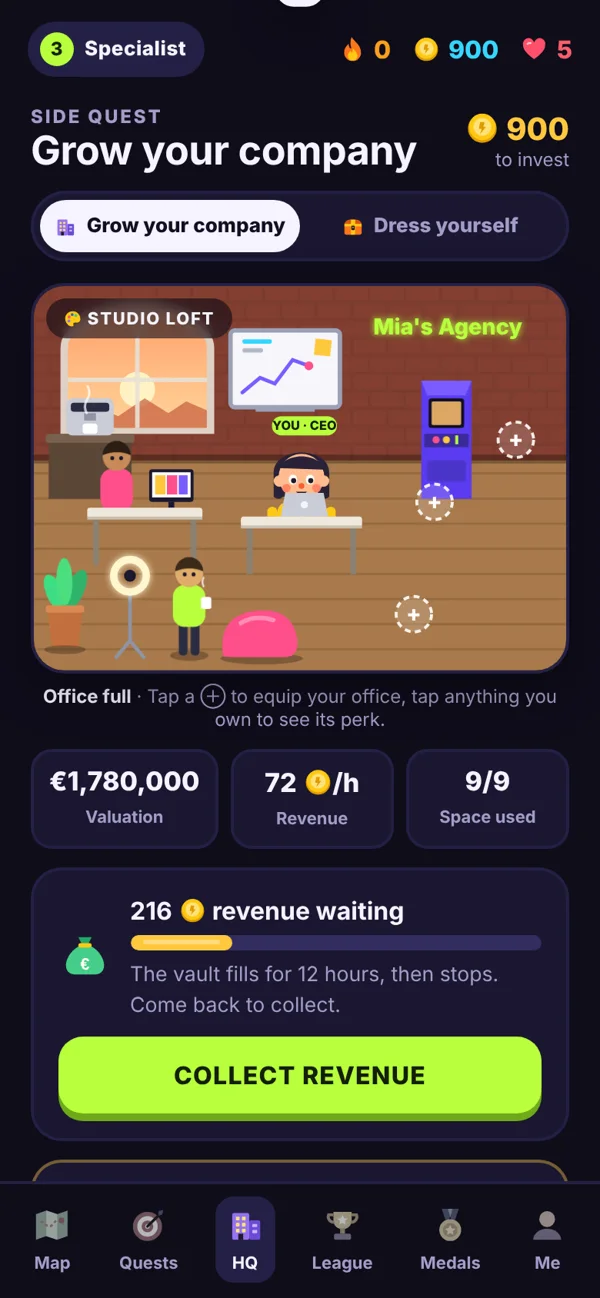 3 Specialist 0 900 5
SIDE QUEST
Grow your company
900
to invest
Grow your company Dress yourself
STUDIO LOFT
Mia's Agency
YOU · CEO
Office full · Tap a + to equip your office, tap anything you
own to see its perk.
€1,780,000
Valuation
72 /h
Revenue
9/9
Space used
216 revenue waiting
€
The vault fills for 12 hours, then stops.
Come back to collect.
COLLECT REVENUE
Map Quests HQ League Medals Me